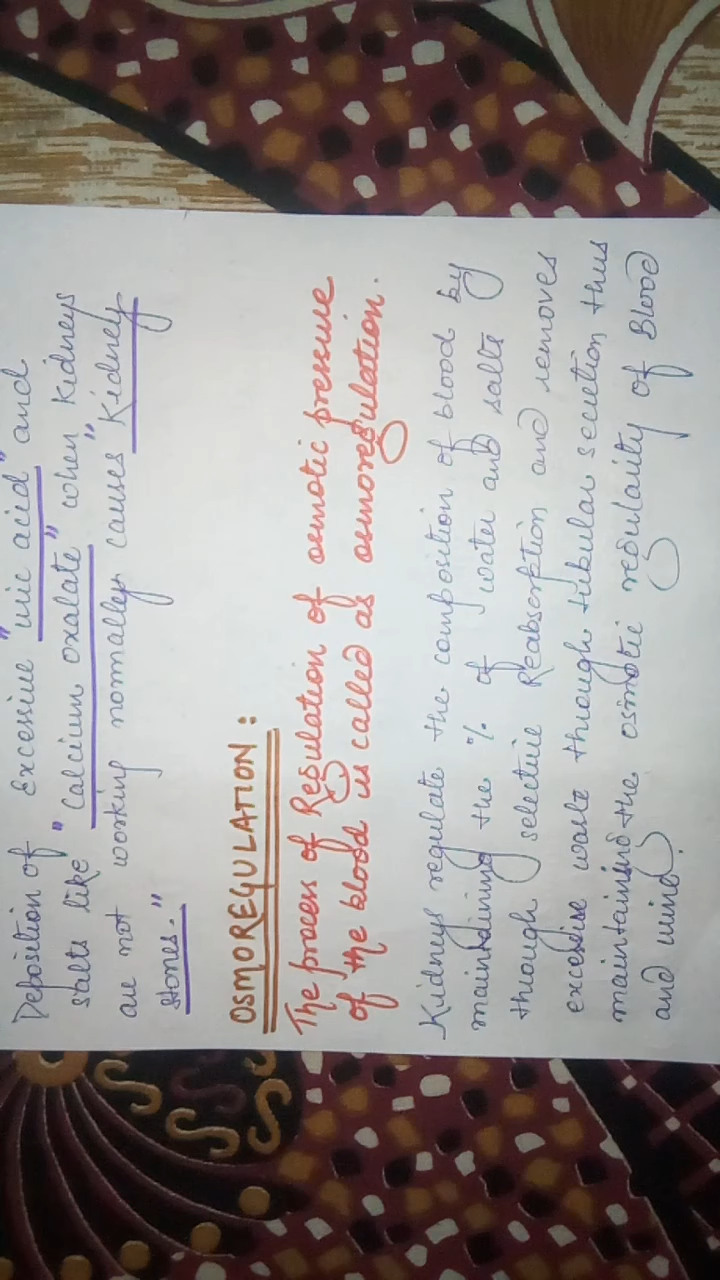 Deposition of excessive "uric acid" and
salts like "calcium oxalate" when kidneys
are not working normally causes "Kidney
stones."
OSMOREGULATION :
The process of Regulation of osmotic pressure
of the blood is called as osmoregulation.
Kidneys regulate the composition of blood by
maintaining the % of water and salts
through selective Reabsorption and removes
excessive waste through tubular secution thus
maintaining the osmotic regularity of Blood
and urine.